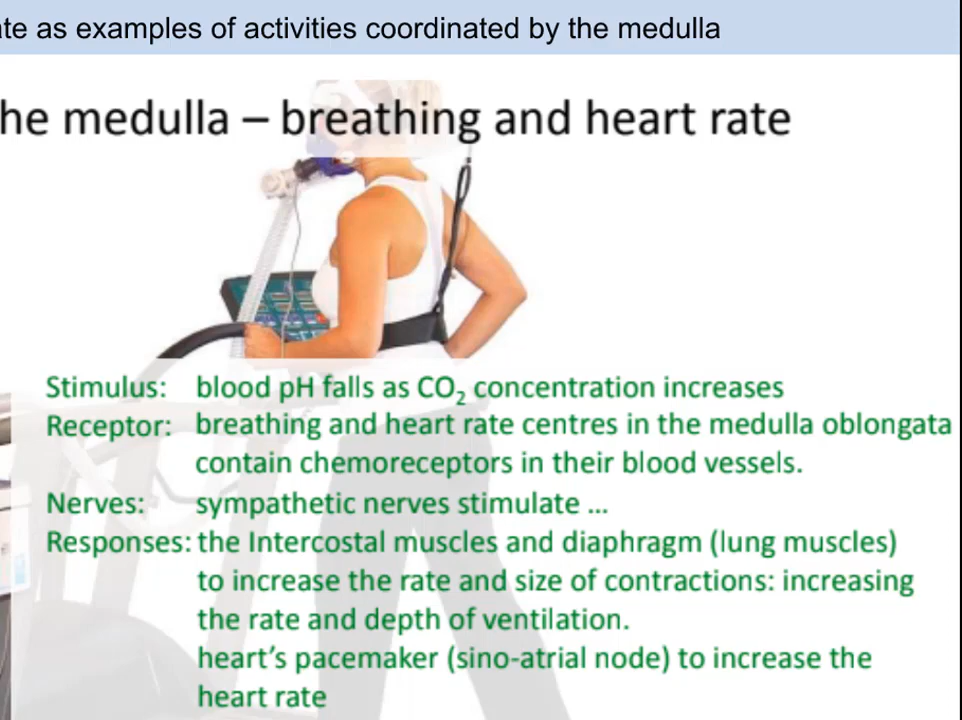 te as examples of activities coordinated by the medulla
he medulla – breathing and heart rate
Stimulus: blood pH falls as CO₂ concentration increases
Receptor: breathing and heart rate centres in the medulla oblongata
contain chemoreceptors in their blood vessels.
Nerves: sympathetic nerves stimulate ...
Responses: the Intercostal muscles and diaphragm (lung muscles)
to increase the rate and size of contractions: increasing
the rate and depth of ventilation.
heart's pacemaker (sino-atrial node) to increase the
heart rate